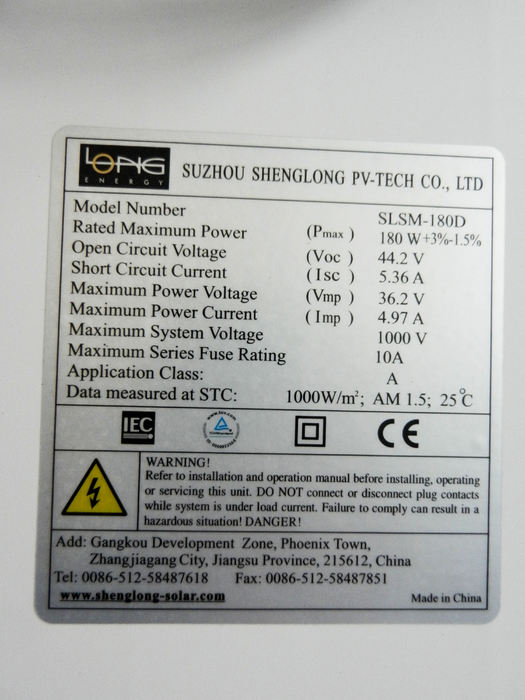 LONG
ENERGY
SUZHOU SHENGLONG PV-TECH CO., LTD
Model Number SLSM-180D
Rated Maximum Power (Pmax) 180 W+3%-1.5%
Open Circuit Voltage (Voc) 44.2 V
Short Circuit Current (Isc) 5.36 A
Maximum Power Voltage (Vmp) 36.2 V
Maximum Power Current (Imp) 4.97 A
Maximum System Voltage 1000 V
Maximum Series Fuse Rating 10A
Application Class: A
Data measured at STC: 1000W/m²; AM 1.5; 25℃
IEC
CE
WARNING!
Refer to installation and operation manual before installing, operating
or servicing this unit. DO NOT connect or disconnect plug contacts
while system is under load current. Failure to comply can result in a
hazardous situation! DANGER!
Add: Gangkou Development Zone, Phoenix Town,
Zhangjiagang City, Jiangsu Province, 215612, China
Tel: 0086-512-58487618 Fax: 0086-512-58487851
www.shenglong-solar.com Made in China